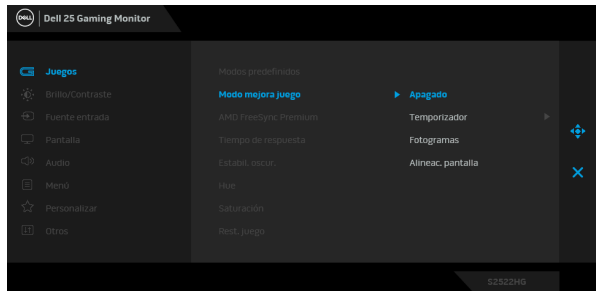 DELL Dell 25 Gaming Monitor
Juegos
Brillo/Contraste
Fuente entrada
Pantalla
Audio
Menú
Personalizar
Otros
Modos predefinidos
Modo mejora juego
AMD FreeSync Premium
Tiempo de respuesta
Estabil. oscur.
Hue
Saturación
Rest. juego
Apagado
Temporizador
Fotogramas
Alineac. pantalla
S2522HG